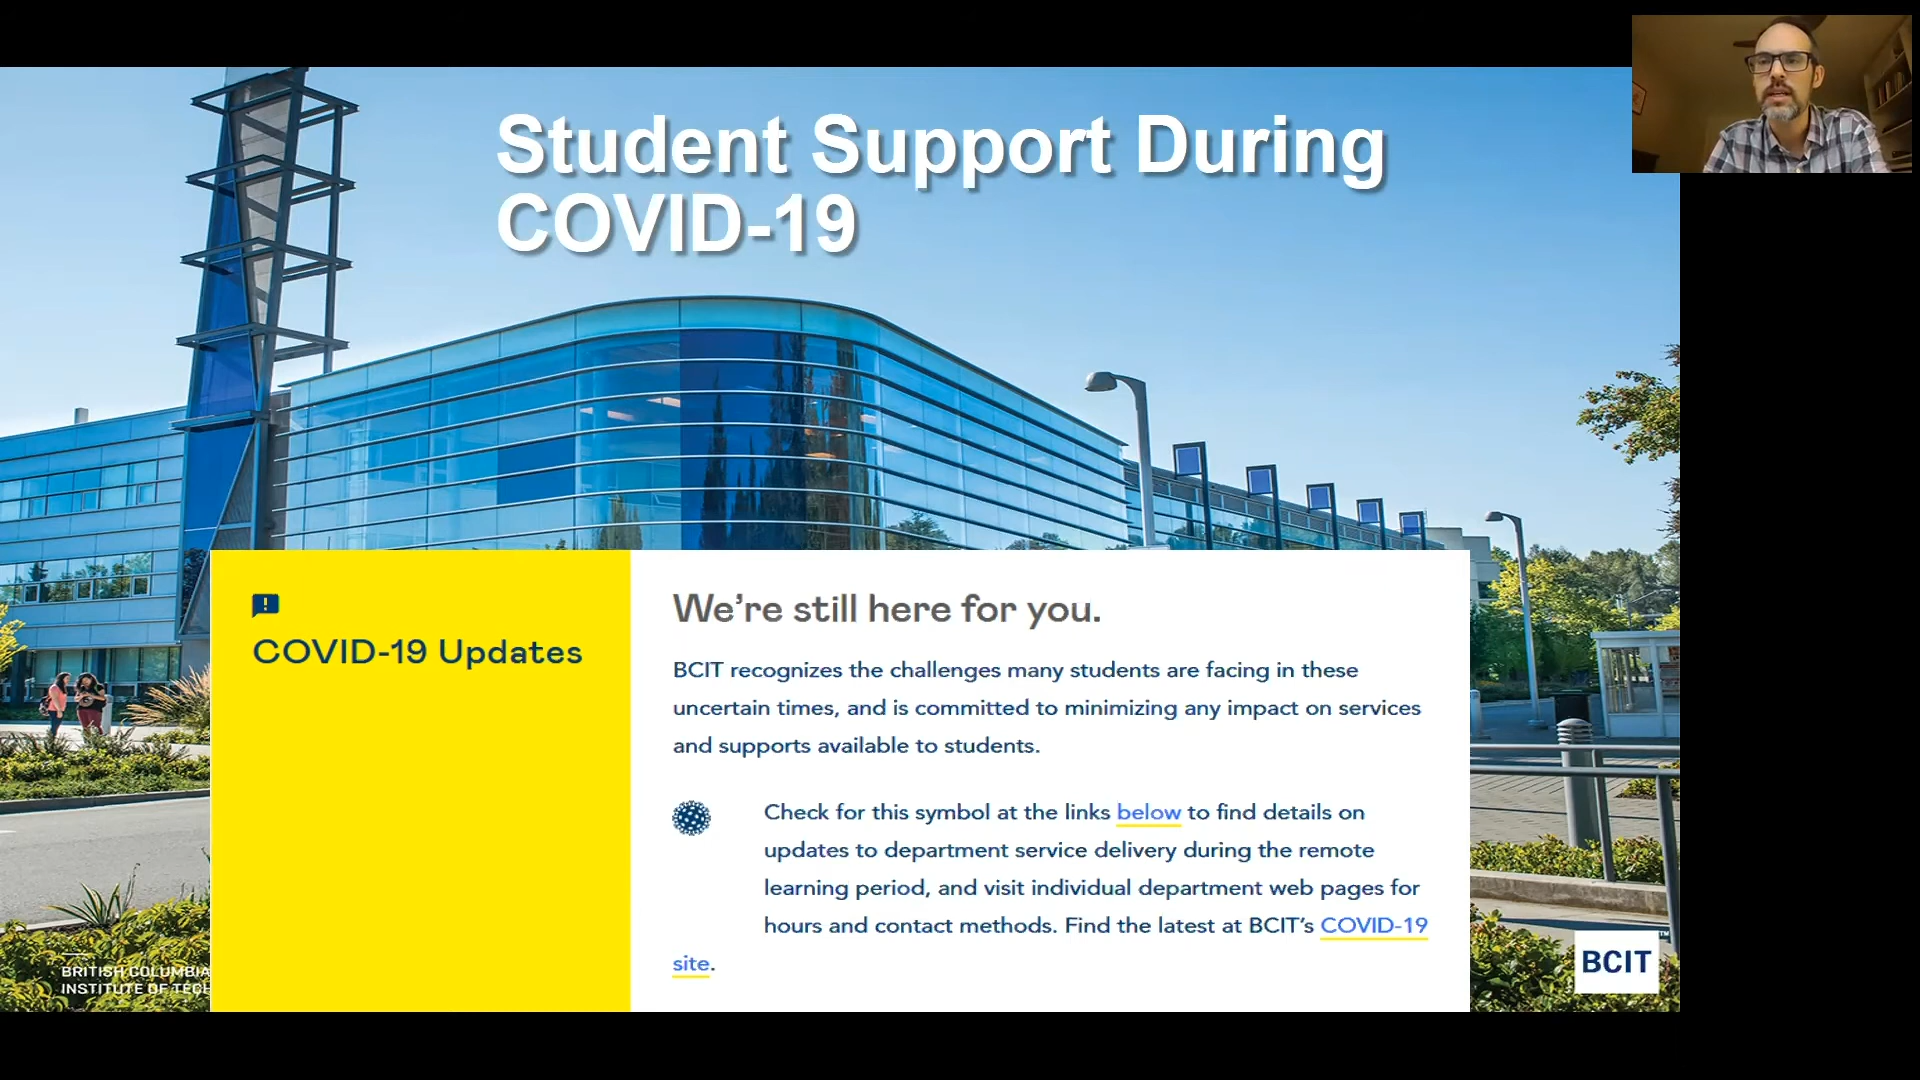 Student Support During
COVID-19
COVID-19 Updates
We're still here for you.
BCIT recognizes the challenges many students are facing in these
uncertain times, and is committed to minimizing any impact on services
and supports available to students.
Check for this symbol at the links below to find details on
updates to department service delivery during the remote
learning period, and visit individual department web pages for
hours and contact methods. Find the latest at BCIT's COVID-19
site.
BRITISH COLUMBIA
INSTITUTE OF TECH
BCIT